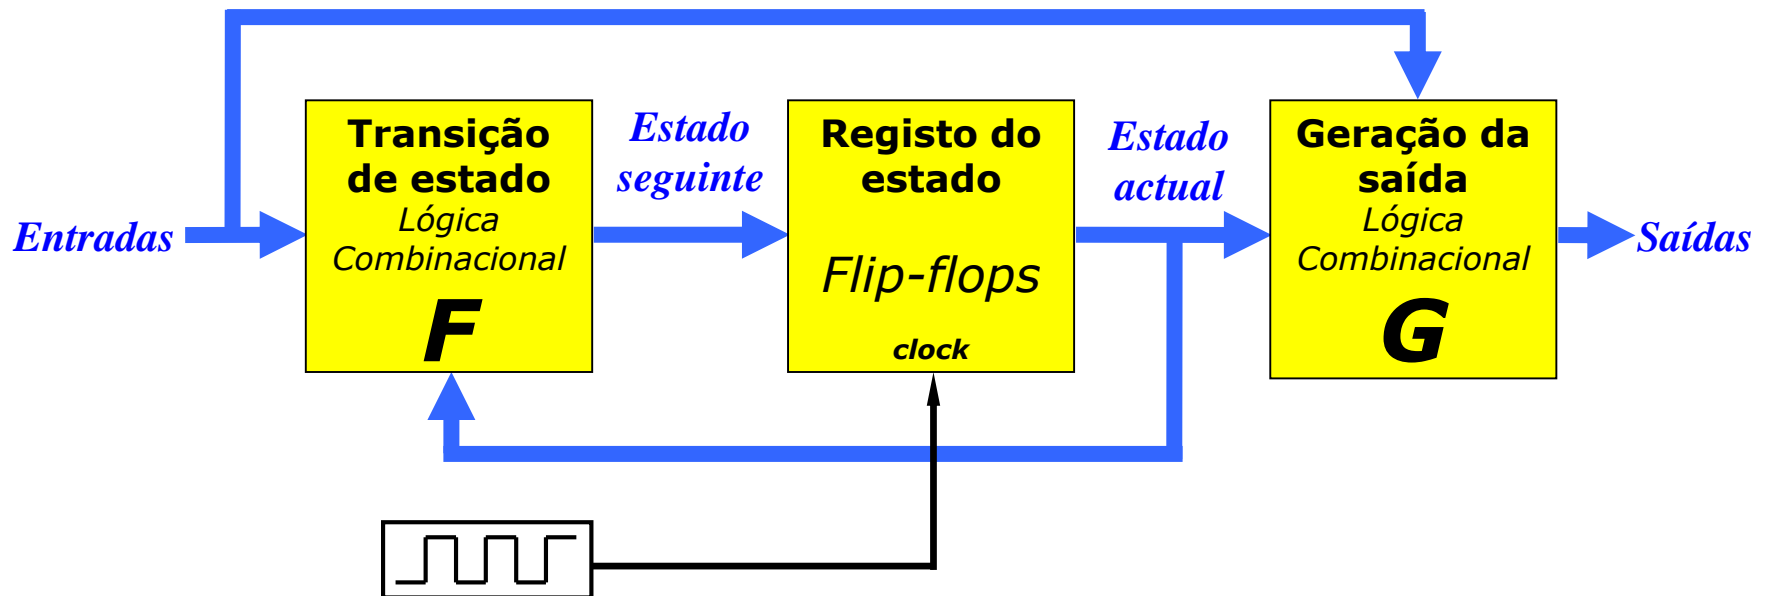 Entradas
Transição
de estado
Lógica
Combinacional
F
Estado
seguinte
Registo do
estado
Flip-flops
clock
Estado
actual
Geração da
saída
Lógica
Combinacional
G
Saídas